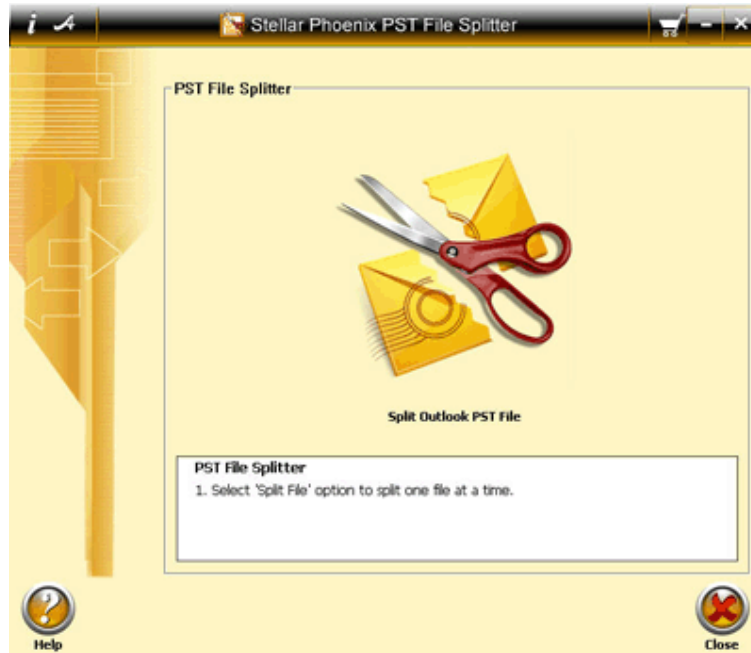 i A Stellar Phoenix PST File Splitter
PST File Splitter
Split Outlook PST File
PST File Splitter
1. Select 'Split File' option to split one file at a time.
Help Close